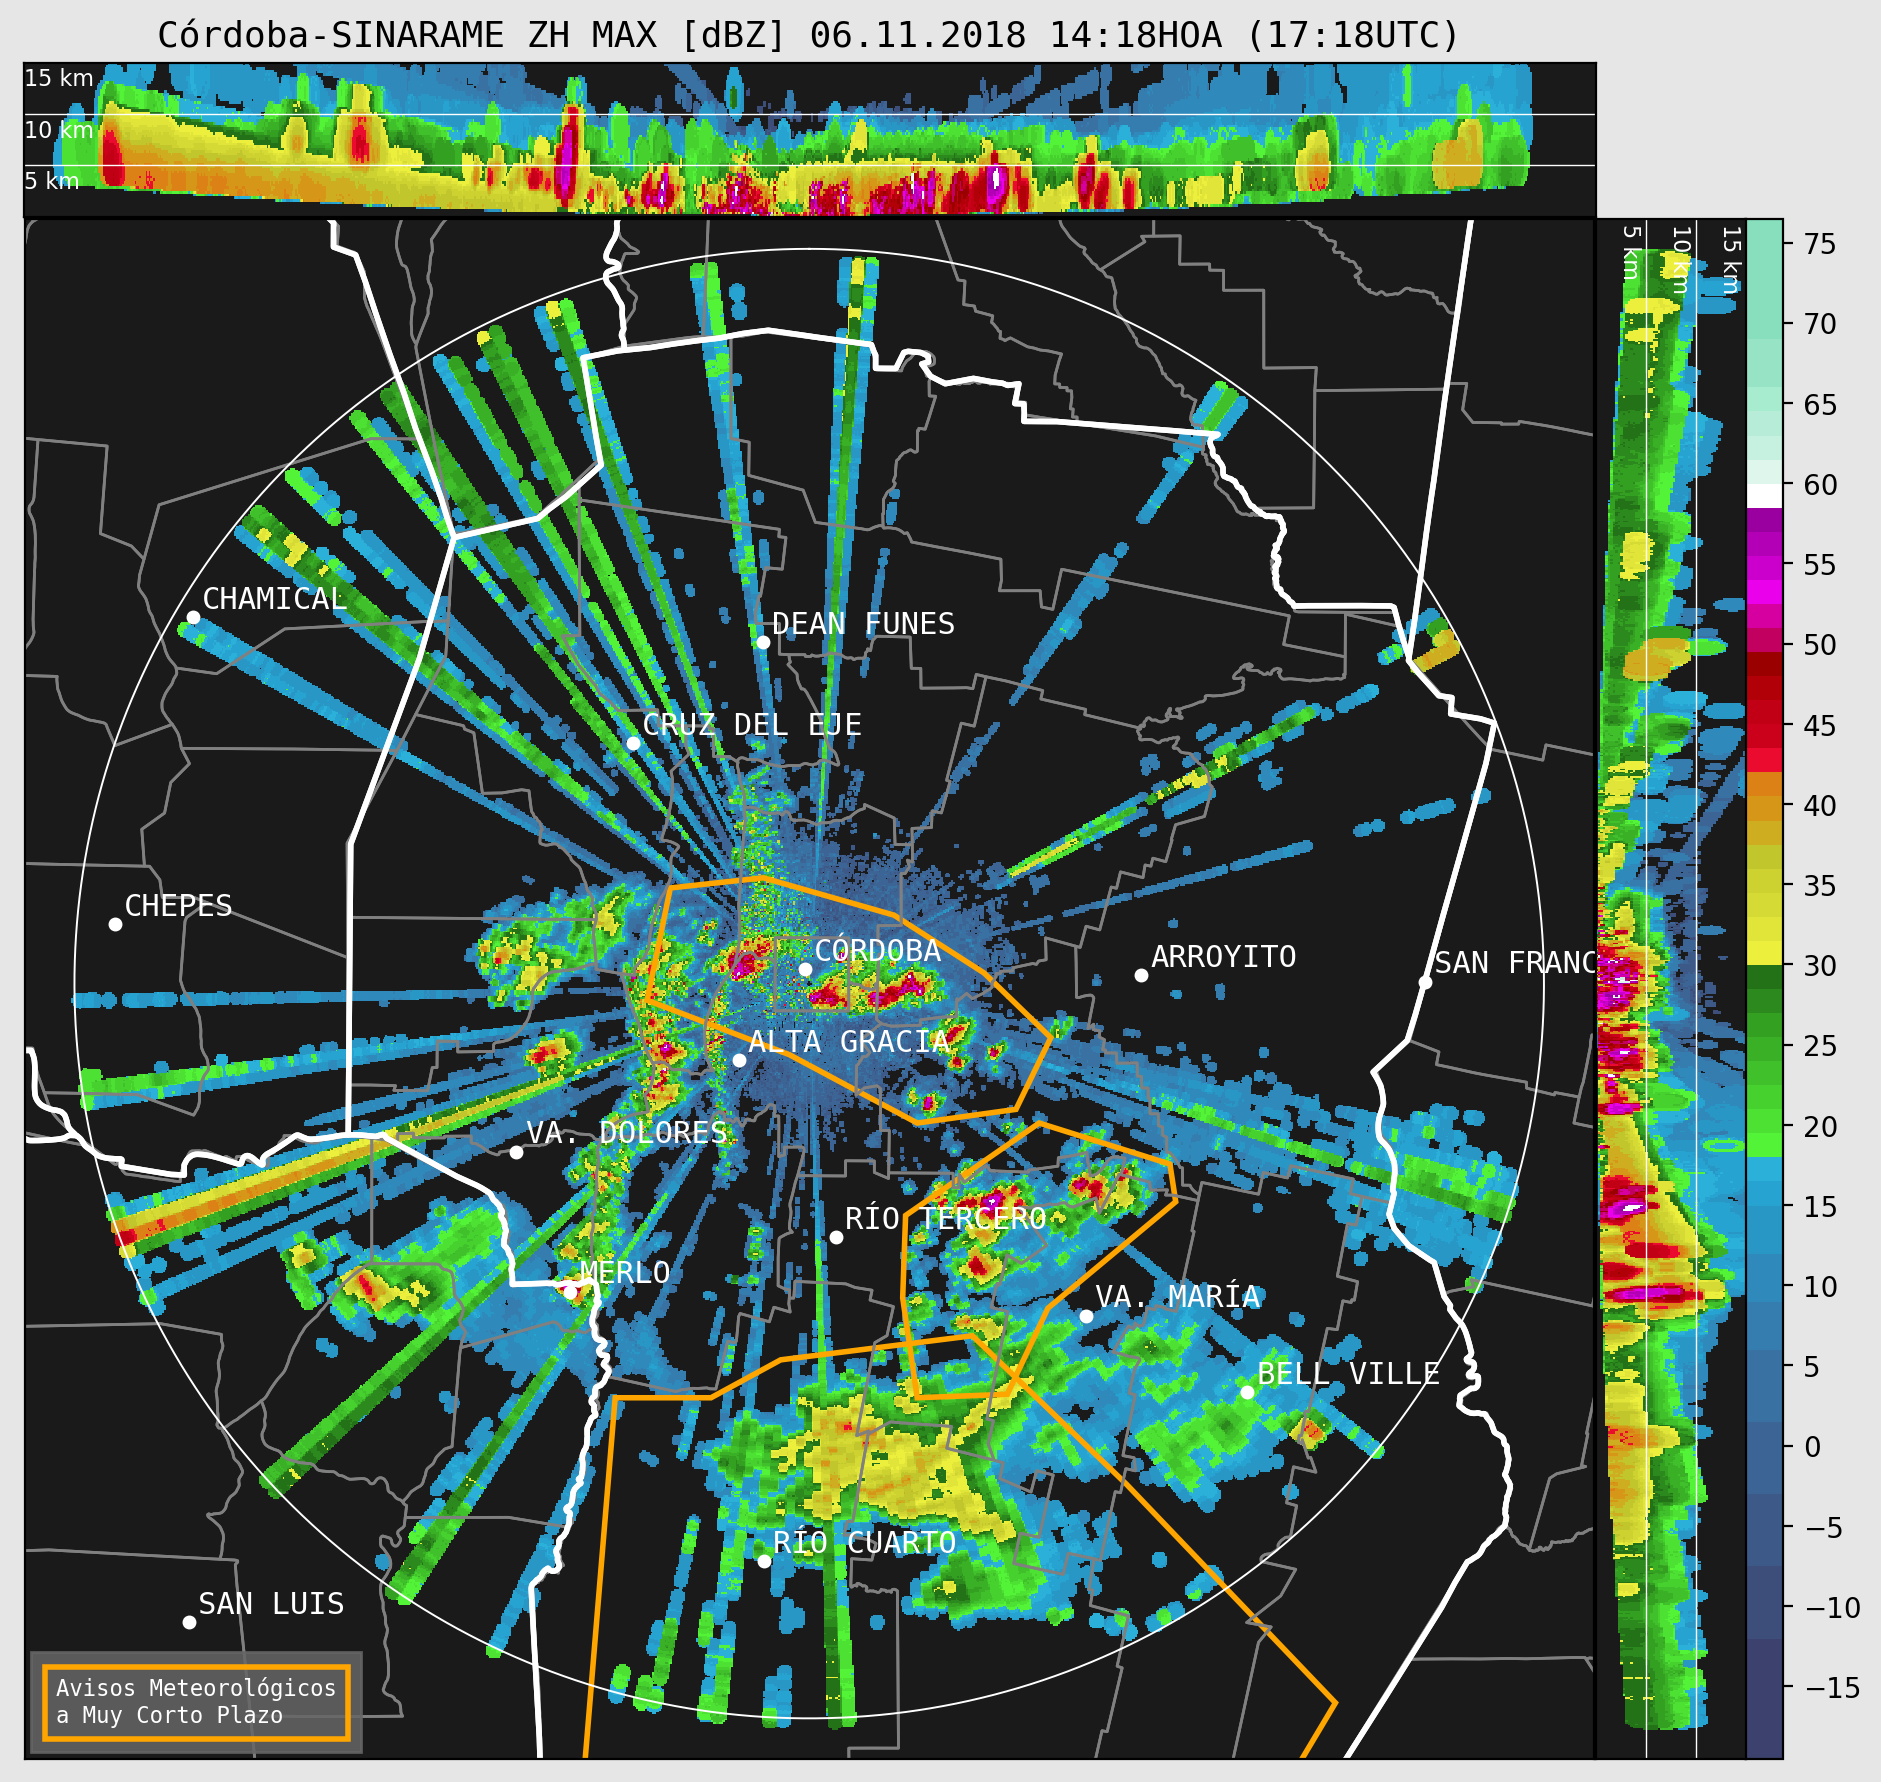 Córdoba-SINARAME ZH MAX [dBZ] 06.11.2018 14:18HOA (17:18UTC)
15 km
10 km
5 km
5 km
10 km
15 km
75
70
65
60
55
50
45
40
35
30
25
20
15
10
5
0
−5
−10
−15
CHAMICAL
DEAN FUNES
CRUZ DEL EJE
CHEPES
CÓRDOBA
ARROYITO
SAN FRANC
ALTA GRACIA
VA. DOLORES
RÍO TERCERO
MERLO
VA. MARÍA
BELL VILLE
RÍO CUARTO
SAN LUIS
Avisos Meteorológicos
a Muy Corto Plazo